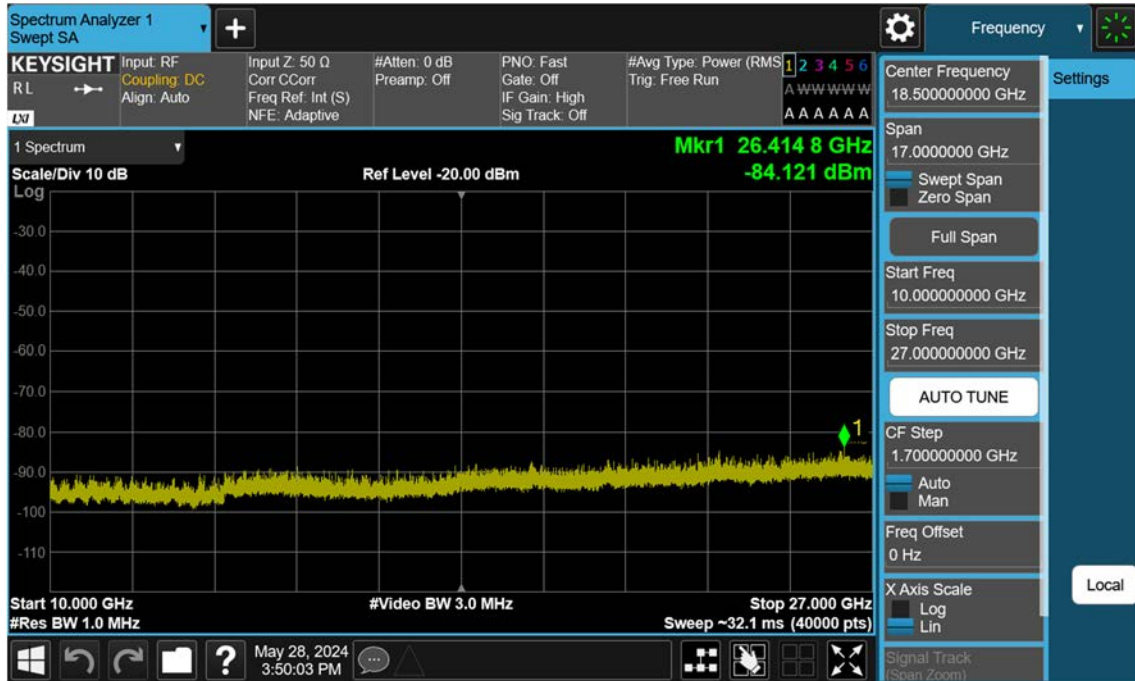 Spectrum Analyzer 1
Swept SA
Frequency
KEYSIGHT
R L
LXI
Input: RF
Coupling: DC
Align: Auto
Input Z: 50 Ω
Corr CCorr
Freq Ref: Int (S)
NFE: Adaptive
#Atten: 0 dB
Preamp: Off
PNO: Fast
Gate: Off
IF Gain: High
Sig Track: Off
#Avg Type: Power (RMS
Trig: Free Run
1 2 3 4 5 6
A W W W W W
A A A A A A
1 Spectrum
Scale/Div 10 dB
Log
Ref Level -20.00 dBm
Mkr1 26.414 8 GHz
-84.121 dBm
-30.0
-40.0
-50.0
-60.0
-70.0
-80.0
-90.0
-100
-110
1
Start 10.000 GHz
#Res BW 1.0 MHz
#Video BW 3.0 MHz
Stop 27.000 GHz
Sweep ~32.1 ms (40000 pts)
?
May 28, 2024
3:50:03 PM
Center Frequency
18.500000000 GHz
Span
17.0000000 GHz
Swept Span
Zero Span
Full Span
Start Freq
10.000000000 GHz
Stop Freq
27.000000000 GHz
AUTO TUNE
CF Step
1.700000000 GHz
Auto
Man
Freq Offset
0 Hz
X Axis Scale
Log
Lin
Signal Track
(Span Zoom)
Settings
Local